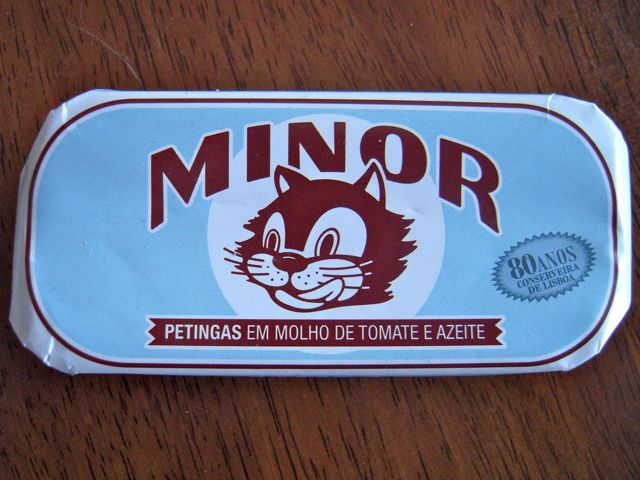 MINOR
80 ANOS
CONSERVEIRA
DE LISBOA
PETINGAS EM MOLHO DE TOMATE E AZEITE